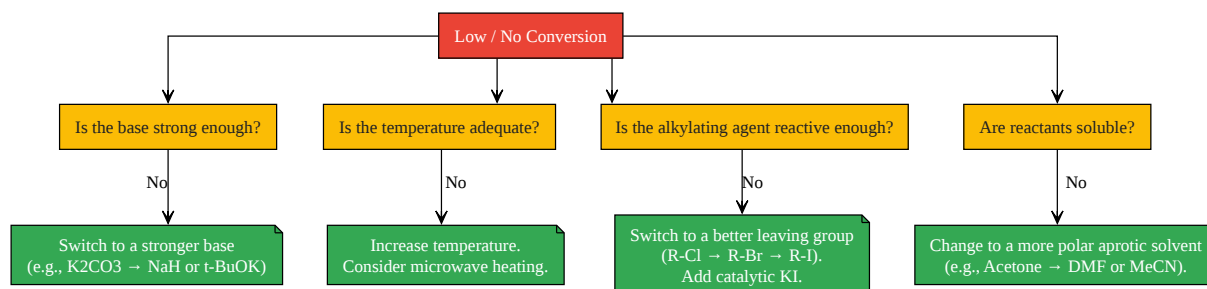 Low / No Conversion
Is the base strong enough?
Is the temperature adequate?
Is the alkylating agent reactive enough?
Are reactants soluble?
No
No
No
No
Switch to a stronger base
(e.g., K2CO3 → NaH or t-BuOK)
Increase temperature.
Consider microwave heating.
Switch to a better leaving group
(R-Cl → R-Br → R-I).
Add catalytic KI.
Change to a more polar aprotic solvent
(e.g., Acetone → DMF or MeCN).